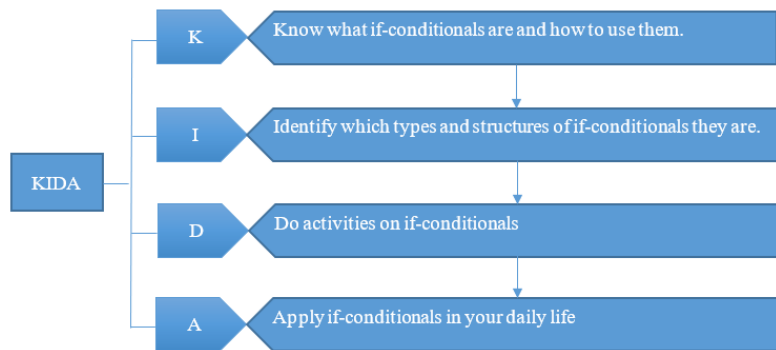 K
Know what if-conditionals are and how to use them.
I
Identify which types and structures of if-conditionals they are.
KIDA
D
Do activities on if-conditionals
A
Apply if-conditionals in your daily life